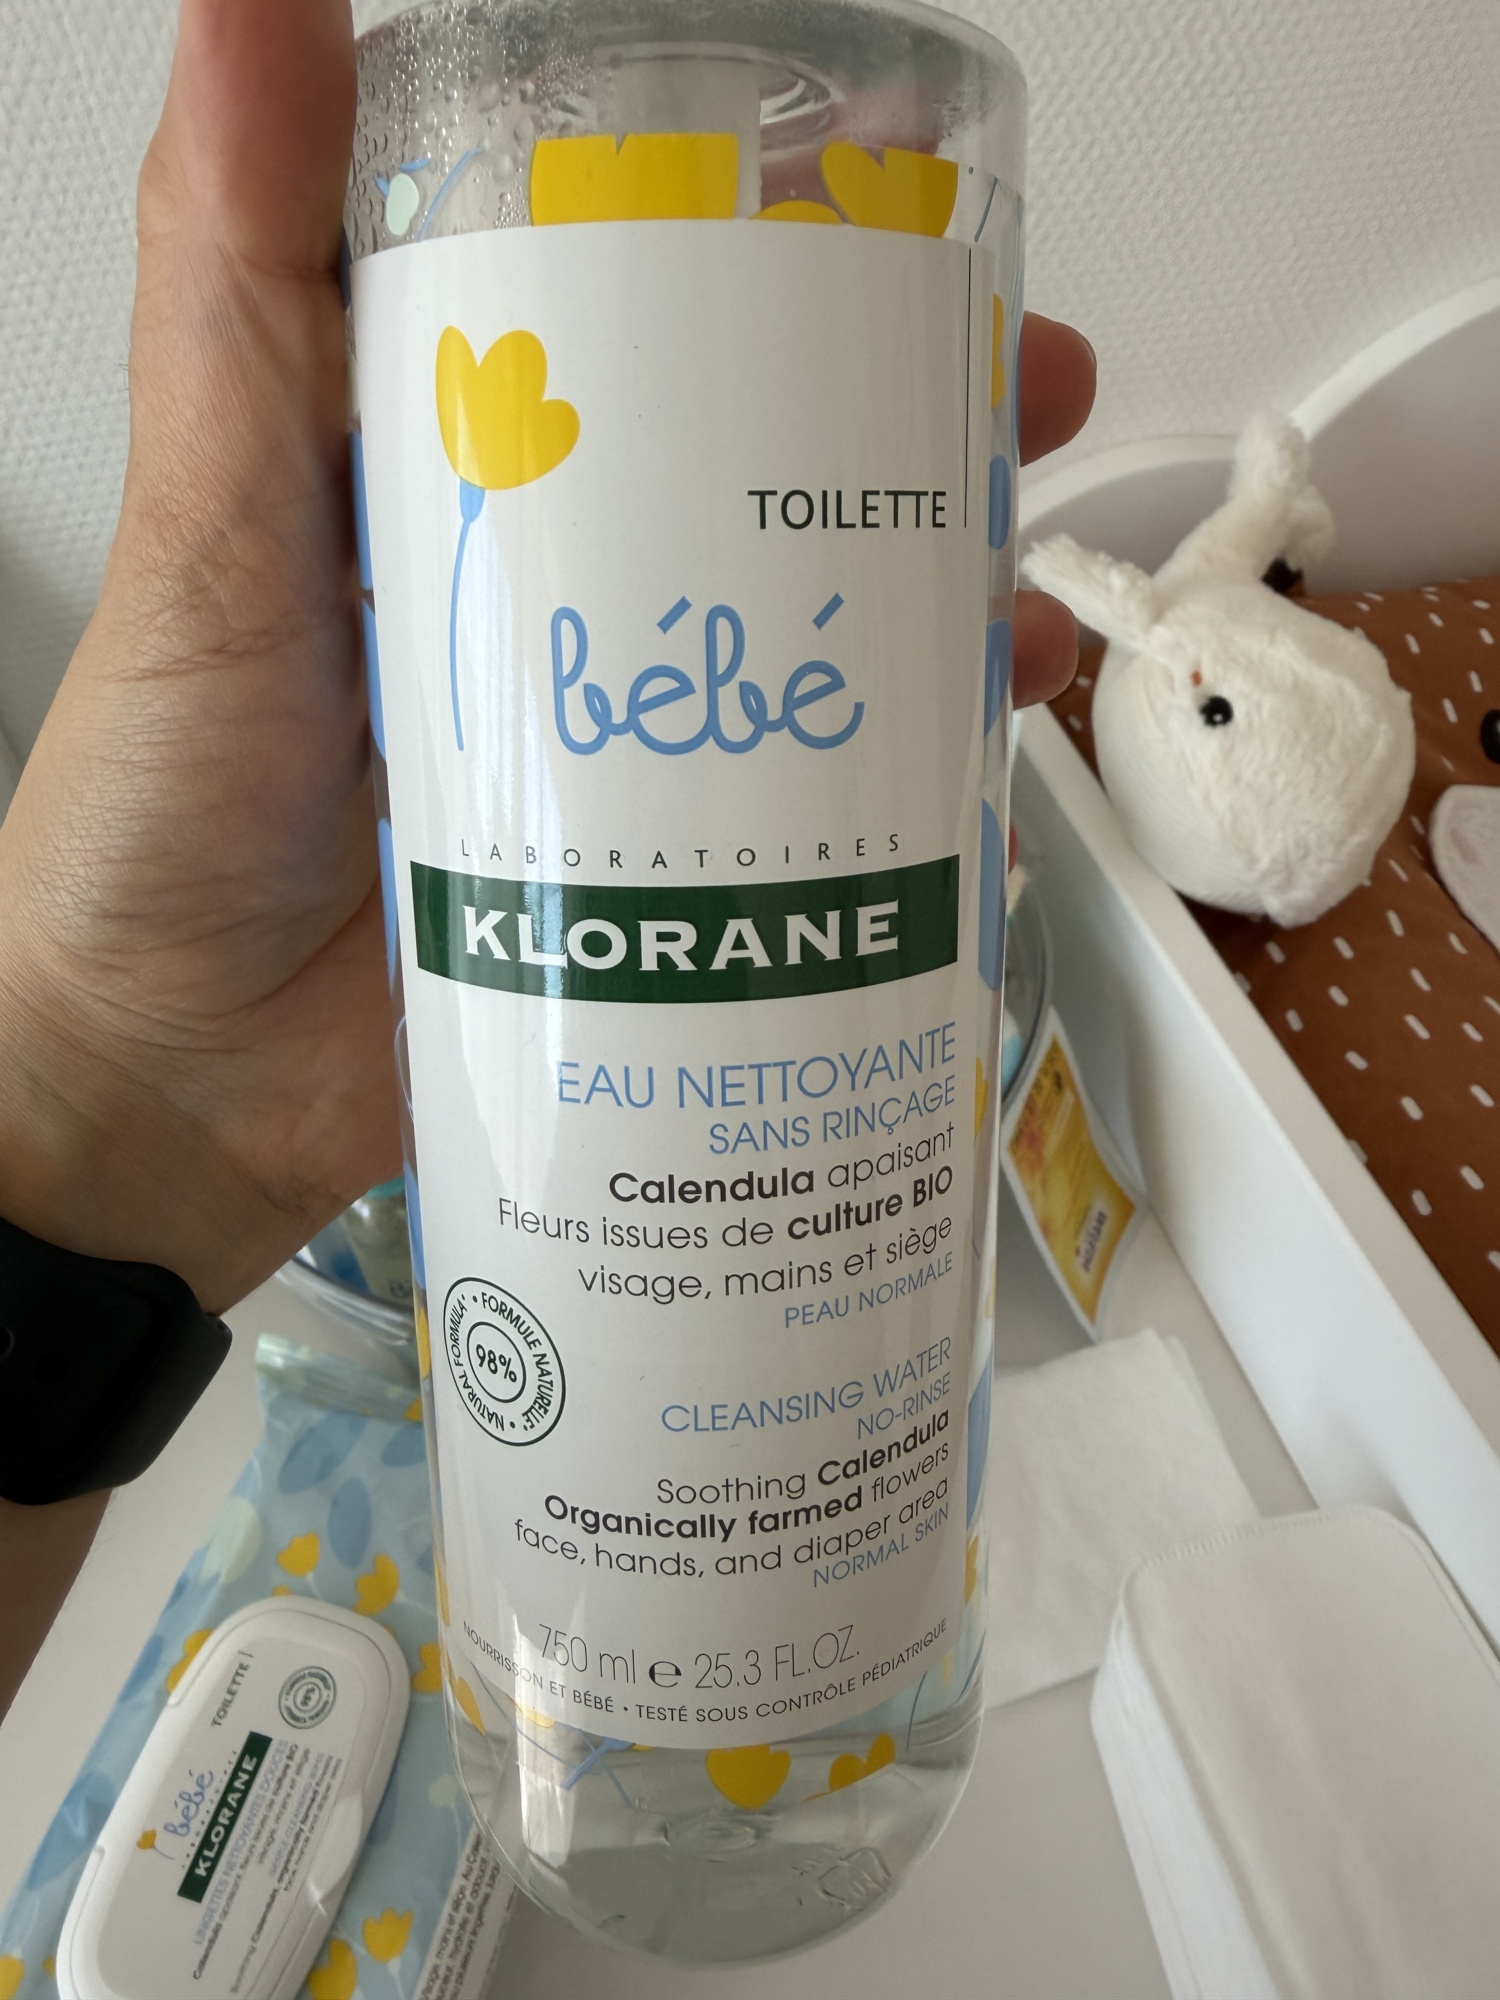 TOILETTE
bébé
LABORATOIRES
KLORANE
EAU NETTOYANTE
SANS RINÇAGE
Calendula apaisant
Fleurs issues de culture BIO
visage, mains et siège
PEAU NORMALE
• FORMULE NATURELLE* • NATURAL FORMULA*
98%
CLEANSING WATER
NO-RINSE
Soothing Calendula
Organically farmed flowers
face, hands, and diaper area
NORMAL SKIN
750 ml e 25.3 FL.OZ.
NOURRISSON ET BÉBÉ • TESTÉ SOUS CONTRÔLE PÉDIATRIQUE
TOILETTE
bébé
KLORANE
LINGETTES NETTOYANTES DOUCES